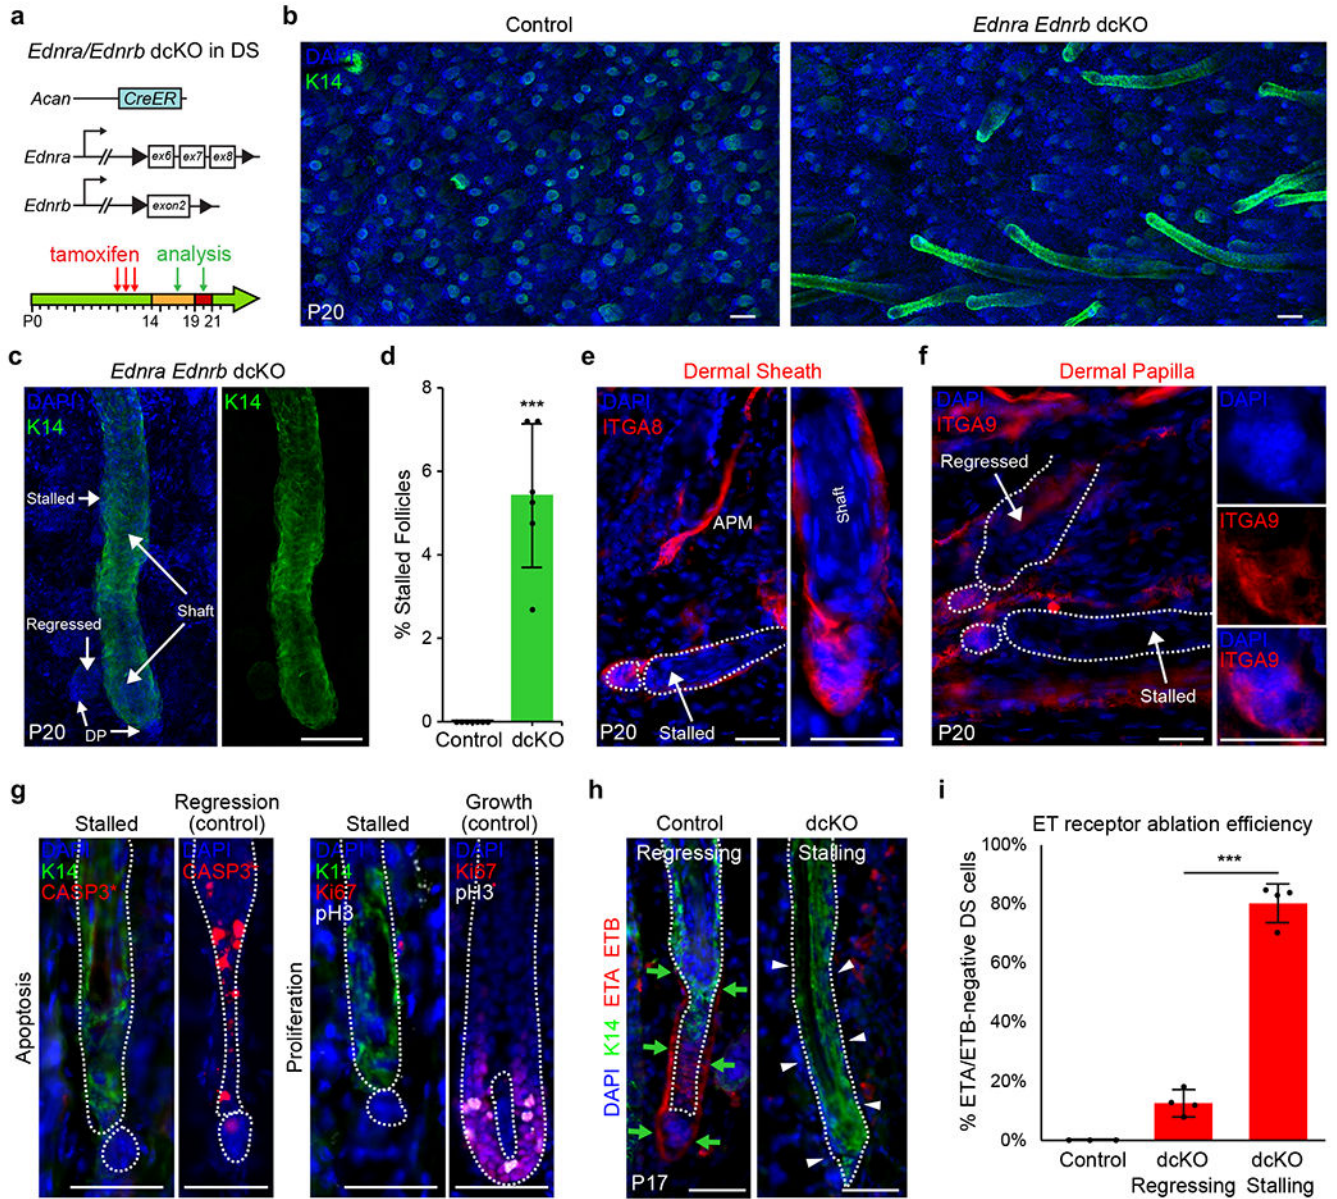 a
Ednra/Ednrb dcKO in DS
Acan
CreER
Ednra
ex6
ex7
ex8
Ednrb
exon2
tamoxifen
analysis
P0
14
19
21
b
Control
Ednra Ednrb dcKO
DAPI
K14
P20
c
Ednra Ednrb dcKO
DAPI
K14
K14
Stalled
Shaft
Regressed
P20
DP
d
% Stalled Follicles
8
6
4
2
0
***
Control
dcKO
e
Dermal Sheath
DAPI
ITGA8
APM
Stalled
P20
Shaft
f
Dermal Papilla
DAPI
ITGA9
Regressed
Stalled
P20
DAPI
ITGA9
DAPI
ITGA9
g
Apoptosis
Stalled
DAPI
K14
CASP3*
Regression
(control)
DAPI
CASP3*
Proliferation
Stalled
DAPI
K14
Ki67
pH3
Growth
(control)
DAPI
Ki67
pH3
h
Control
dcKO
Regressing
Stalling
DAPI K14 ETA ETB
P17
i
ET receptor ablation efficiency
% ETA/ETB-negative DS cells
100%
80%
60%
40%
20%
0%
***
Control
dcKO
Regressing
dcKO
Stalling